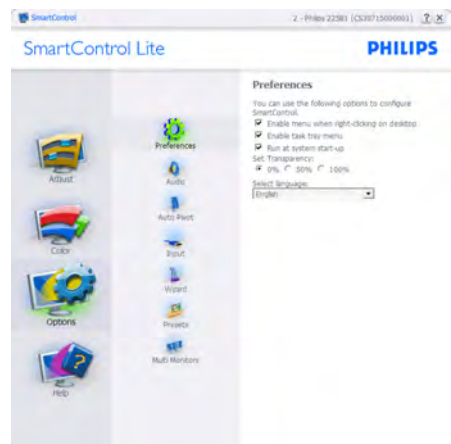 SmartControl
2 - Philips 225B1 (CS39715000001)
? X
SmartControl Lite
PHILIPS
Adjust
Color
Options
Help
Preferences
Audio
Auto Pivot
Input
Wizard
Presets
Multi Monitors
Preferences
You can use the following options to configure
SmartControl.
Enable menu when right-clicking on desktop
Enable task tray menu
Run at system start-up
Set Transparency:
0% 50% 100%
Select language:
English